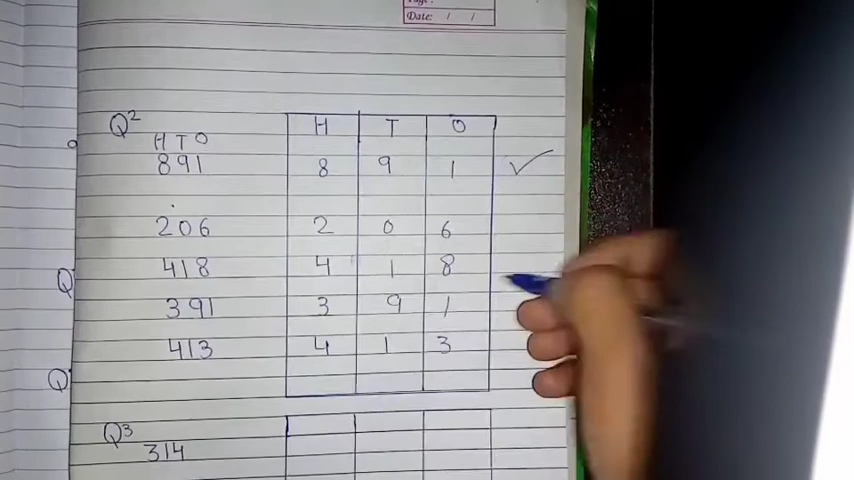 Date: / /
Q2 H T O
H T O
891 8 9 1 ✓
206 2 0 6
418 4 1 8
391 3 9 1
413 4 1 3
Q3
314
Q
Q